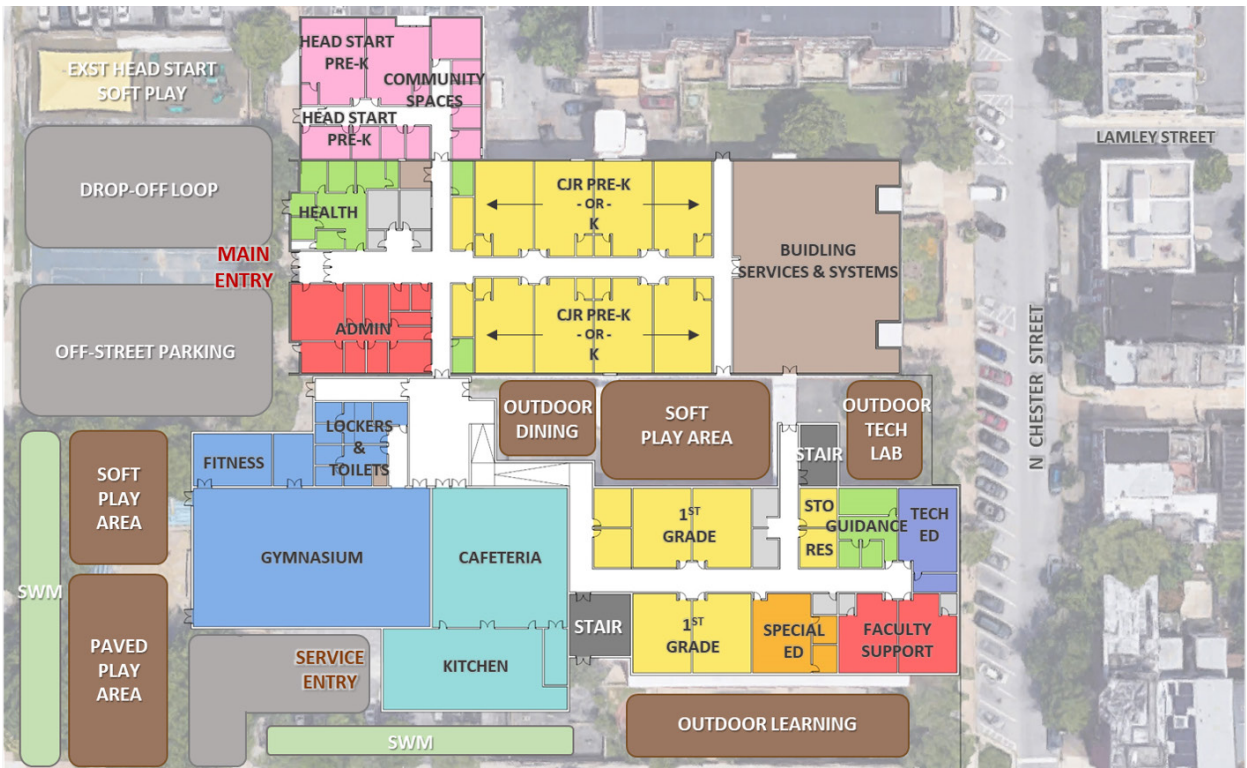 HEAD START
PRE-K
EXST HEAD START
SOFT PLAY
COMMUNITY
SPACES
HEAD START
PRE-K
LAMLEY STREET
DROP-OFF LOOP
CJR PRE-K
- OR -
K
HEALTH
MAIN
ENTRY
BUIDLING
SERVICES & SYSTEMS
CJR PRE-K
- OR -
K
ADMIN
OFF-STREET PARKING
N CHESTER STREET
OUTDOOR
DINING
SOFT
PLAY AREA
OUTDOOR
TECH
LAB
LOCKERS
&
TOILETS
STAIR
FITNESS
SOFT
PLAY
AREA
1ST
GRADE
STO
RES
GUIDANCE
TECH
ED
GYMNASIUM
CAFETERIA
SWM
PAVED
PLAY
AREA
STAIR
1ST
GRADE
SPECIAL
ED
FACULTY
SUPPORT
SERVICE
ENTRY
KITCHEN
OUTDOOR LEARNING
SWM